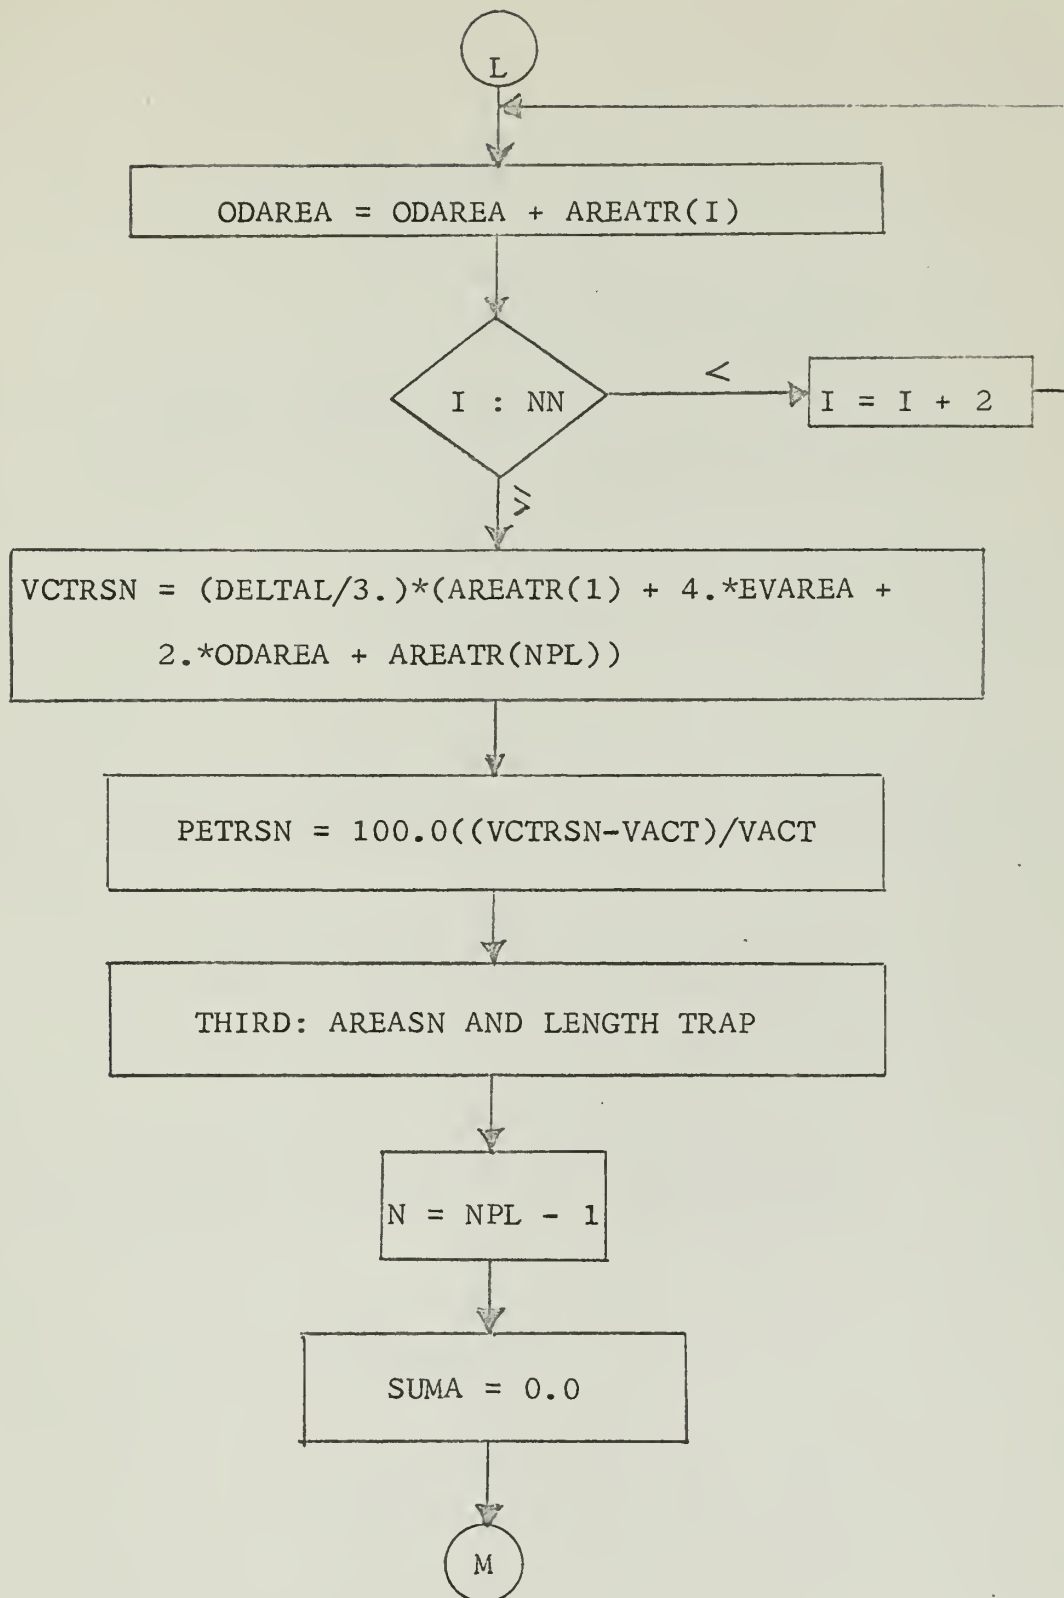 L
ODAREA = ODAREA + AREATR(I)
I : NN
<
I = I + 2
≥
VCTRSN = (DELTAL/3.)*(AREATR(1) + 4.*EVAREA +
2.*ODAREA + AREATR(NPL))
PETRSN = 100.0((VCTRSN-VACT)/VACT
THIRD: AREASN AND LENGTH TRAP
N = NPL - 1
SUMA = 0.0
M